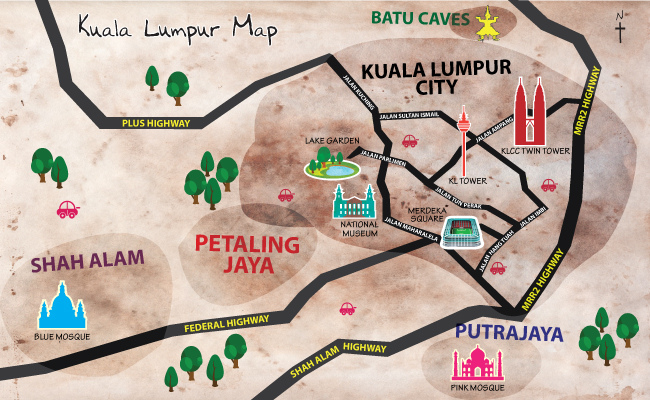 Kuala Lumpur Map
BATU CAVES
N
KUALA LUMPUR
CITY
PLUS HIGHWAY
JALAN KUCHING
JALAN SULTAN ISMAIL
JALAN AMPANG
MRR2 HIGHWAY
KLCC TWIN TOWER
LAKE GARDEN
JALAN PARLIMEN
KL TOWER
JALAN TUN PERAK
NATIONAL
MUSEUM
MERDEKA
SQUARE
JALAN IMBI
JALAN MAHARALELA
JALAN HANG TUAH
PETALING
JAYA
SHAH ALAM
MRR2 HIGHWAY
BLUE MOSQUE
FEDERAL HIGHWAY
PUTRAJAYA
SHAH ALAM HIGHWAY
PINK MOSQUE